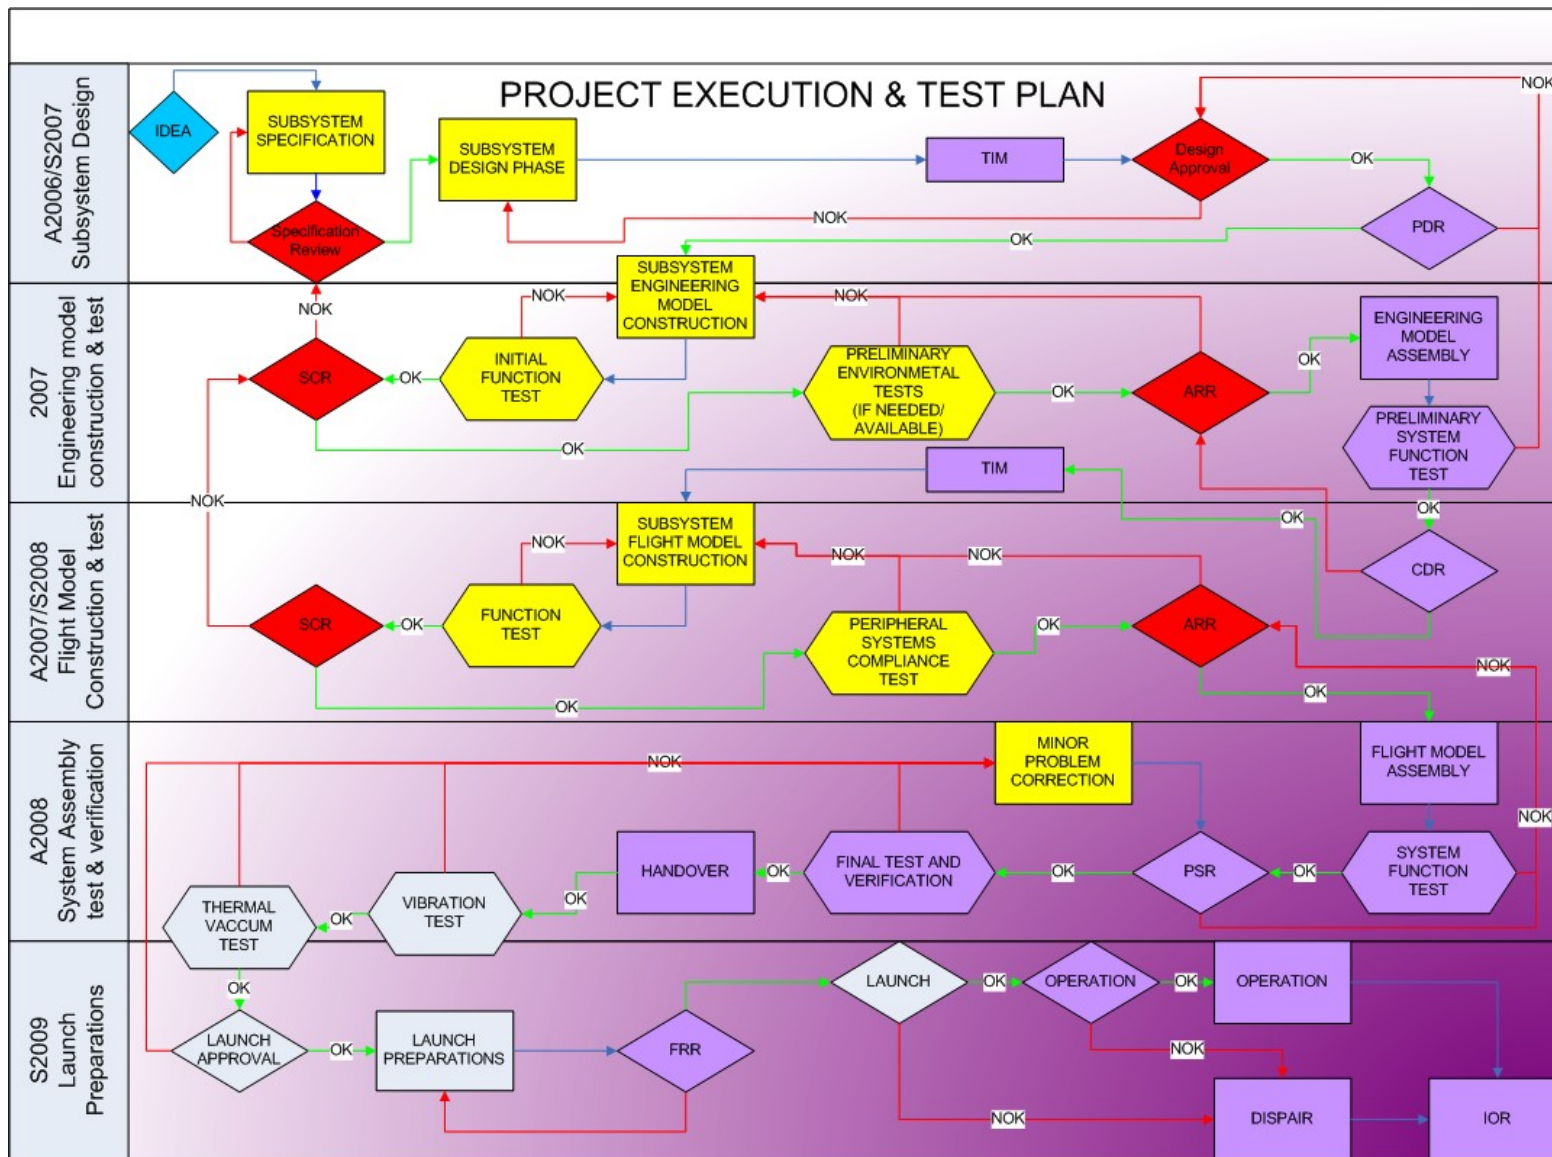 PROJECT EXECUTION & TEST PLAN
A2006/S2007
Subsystem Design
IDEA
SUBSYSTEM
SPECIFICATION
Specification
Review
SUBSYSTEM
DESIGN PHASE
TIM
Design
Approval
NOK
OK
PDR
NOK
OK
2007
Engineering model
construction & test
NOK
SCR
OK
INITIAL
FUNCTION
TEST
NOK
SUBSYSTEM
ENGINEERING
MODEL
CONSTRUCTION
NOK
PRELIMINARY
ENVIRONMETAL
TESTS
(IF NEEDED/
AVAILABLE)
OK
ARR
OK
ENGINEERING
MODEL
ASSEMBLY
PRELIMINARY
SYSTEM
FUNCTION
TEST
OK
TIM
NOK
OK
OK
A2007/S2008
Flight Model
Construction & test
SCR
OK
FUNCTION
TEST
NOK
SUBSYSTEM
FLIGHT MODEL
CONSTRUCTION
NOK
NOK
PERIPHERAL
SYSTEMS
COMPLIANCE
TEST
OK
ARR
CDR
NOK
OK
OK
A2008
System Assembly
test & verification
NOK
MINOR
PROBLEM
CORRECTION
FLIGHT MODEL
ASSEMBLY
NOK
THERMAL
VACCUM
TEST
OK
VIBRATION
TEST
OK
HANDOVER
OK
FINAL TEST AND
VERIFICATION
OK
PSR
OK
SYSTEM
FUNCTION
TEST
S2009
Launch
Preparations
OK
LAUNCH
APPROVAL
OK
LAUNCH
PREPARATIONS
FRR
LAUNCH
OK
OPERATION
OK
OPERATION
NOK
NOK
DISPAIR
IOR